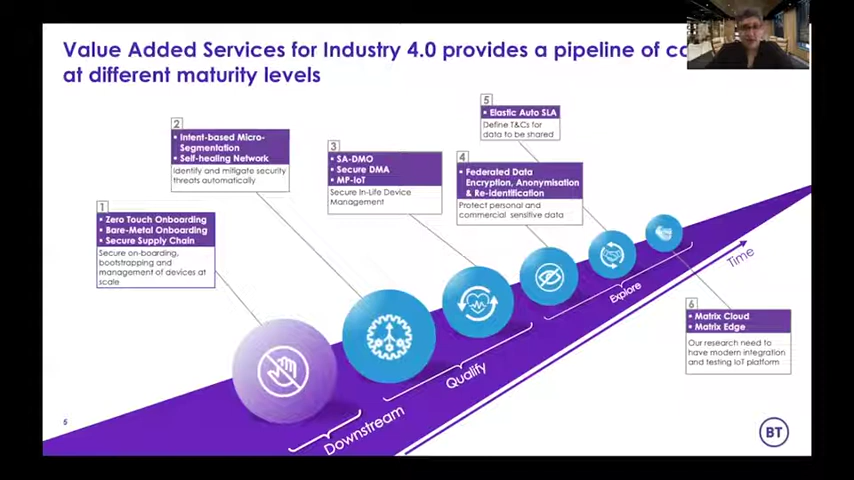 Value Added Services for Industry 4.0 provides a pipeline of
at different maturity levels
5
• Elastic Auto SLA
Define T&Cs for
data to be shared
2
• Intent-based Micro-
Segmentation
• Self-healing Network
Identify and mitigate security
threats automatically
3
• SA-DMO
• Secure DMA
• MP-IoT
Secure In-Life Device
Management
4
• Federated Data
Encryption, Anonymisation
& Re-identification
Protect personal and
commercial sensitive data
1
• Zero Touch Onboarding
• Bare-Metal Onboarding
• Secure Supply Chain
Secure on-boarding,
bootstrapping and
management of devices at
scale
Time
Explore
6
• Matrix Cloud
• Matrix Edge
Our research need to
have modern integration
and testing IoT platform
Qualify
Downstream
5
BT